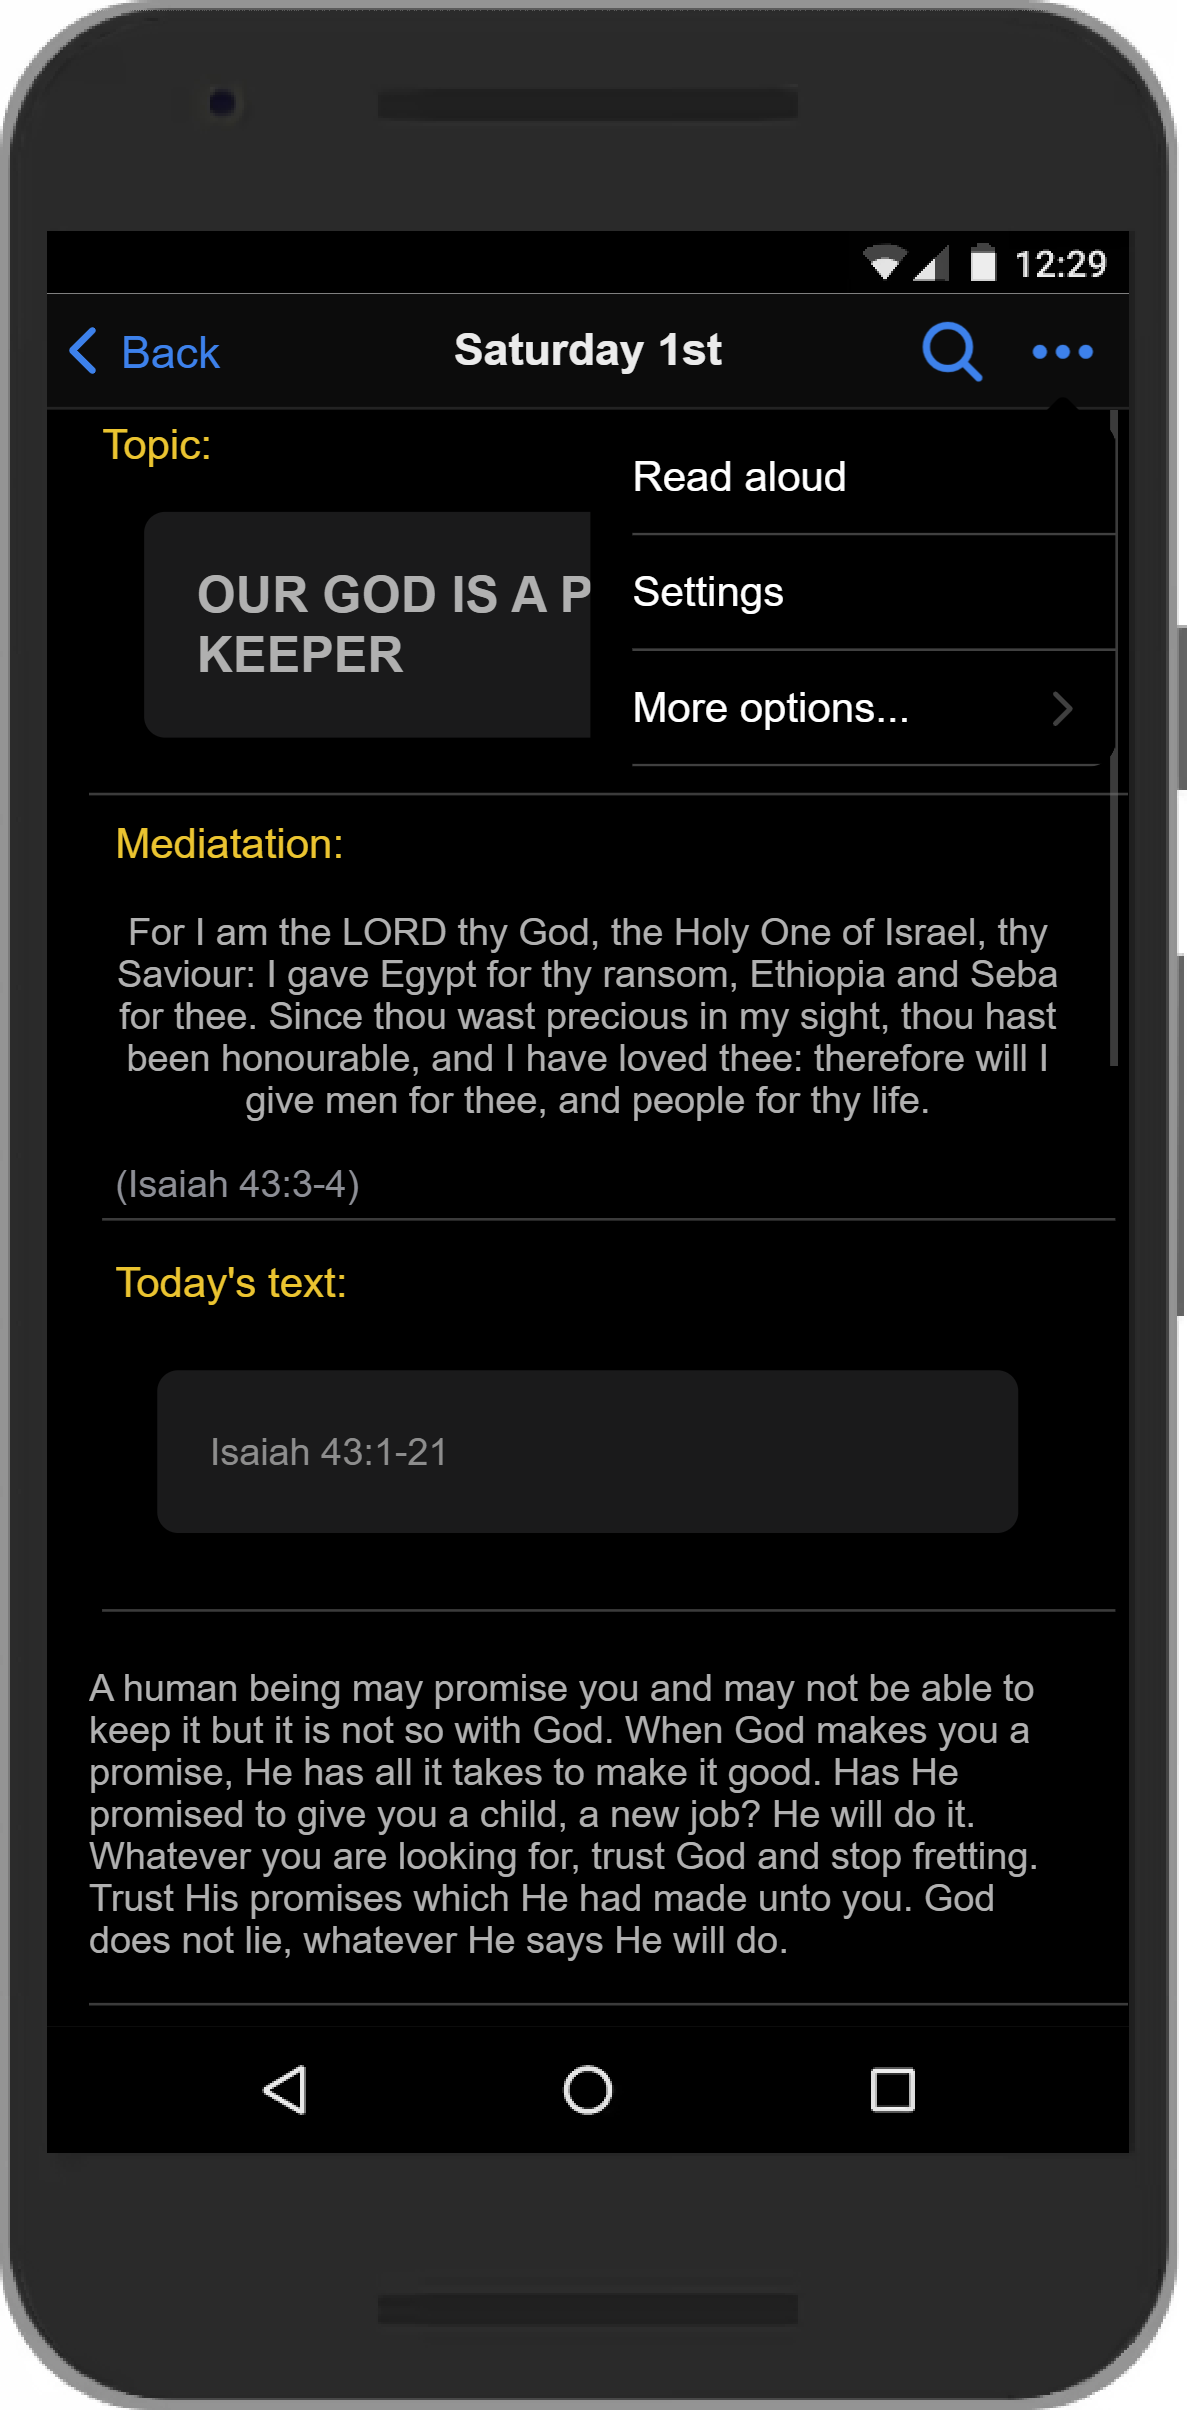 12:29
Back
Saturday 1st
Topic:
OUR GOD IS A P
KEEPER
Read aloud
Settings
More options...
Mediatation:
For I am the LORD thy God, the Holy One of Israel, thy
Saviour: I gave Egypt for thy ransom, Ethiopia and Seba
for thee. Since thou wast precious in my sight, thou hast
been honourable, and I have loved thee: therefore will I
give men for thee, and people for thy life.
(Isaiah 43:3-4)
Today's text:
Isaiah 43:1-21
A human being may promise you and may not be able to
keep it but it is not so with God. When God makes you a
promise, He has all it takes to make it good. Has He
promised to give you a child, a new job? He will do it.
Whatever you are looking for, trust God and stop fretting.
Trust His promises which He had made unto you. God
does not lie, whatever He says He will do.